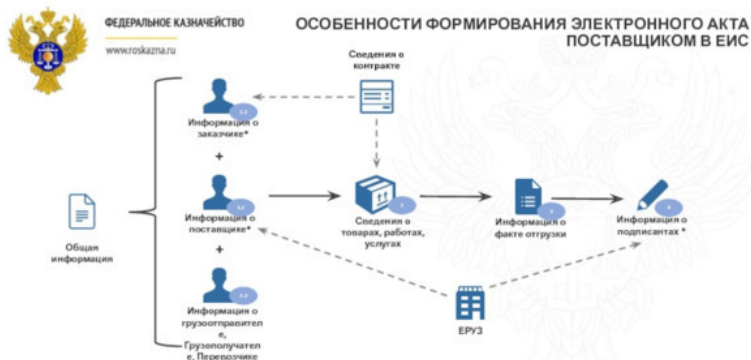 ФЕДЕРАЛЬНОЕ КАЗНАЧЕЙСТВО
www.roskazna.ru
ОСОБЕННОСТИ ФОРМИРОВАНИЯ ЭЛЕКТРОННОГО АКТА
ПОСТАВЩИКОМ В ЕИС
Сведения о
контракте
Информация о
заказчике*
+
Общая
информация
Информация о
поставщике*
+
Сведения о
товарах, работах,
услугах
Информация о
факте отгрузки
Информация о
подписантах *
Информация о
грузоотправител
е,
Грузополучател
е, Перевозчике
ЕРУЗ